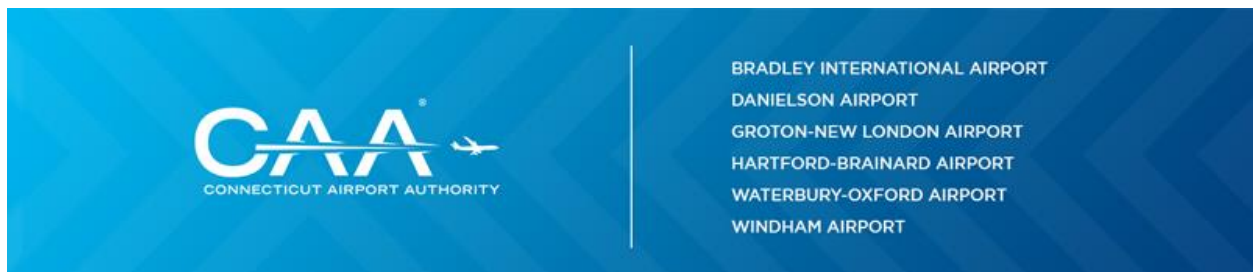 CAA®
CONNECTICUT AIRPORT AUTHORITY
BRADLEY INTERNATIONAL AIRPORT
DANIELSON AIRPORT
GROTON-NEW LONDON AIRPORT
HARTFORD-BRAINARD AIRPORT
WATERBURY-OXFORD AIRPORT
WINDHAM AIRPORT